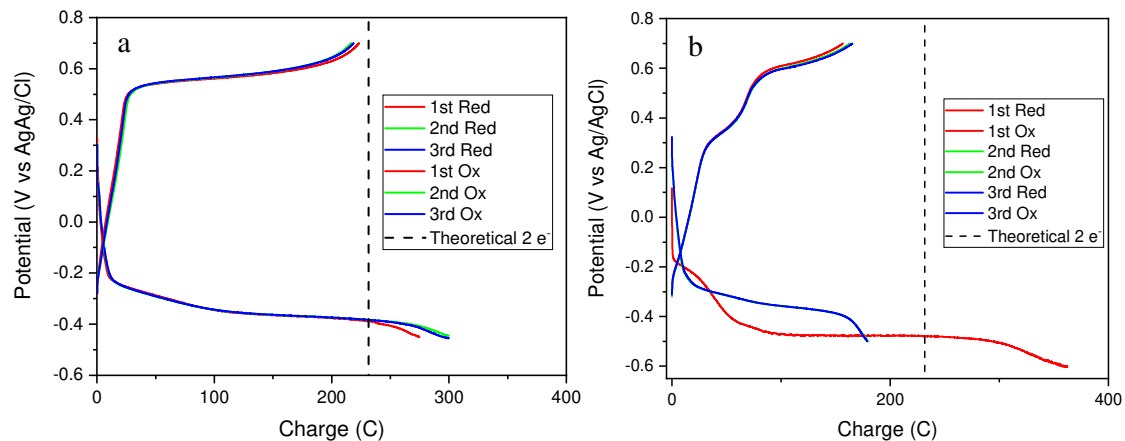 a
0.8
0.6
0.4
0.2
0.0
-0.2
-0.4
-0.6
Potential (V vs AgAg/Cl)
0
200
400
Charge (C)
1st Red
2nd Red
3rd Red
1st Ox
2nd Ox
3rd Ox
Theoretical 2 e-
b
0.8
0.6
0.4
0.2
0.0
-0.2
-0.4
-0.6
Potential (V vs Ag/AgCl)
0
200
400
Charge (C)
1st Red
1st Ox
2nd Red
2nd Ox
3rd Red
3rd Ox
Theoretical 2 e-